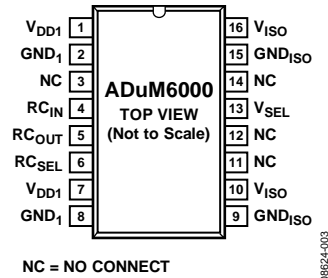 VDD1 1 16 VISO
GND1 2 15 GNDISO
NC 3 14 NC
RCIN 4 13 VSEL
RCOUT 5 12 NC
RCSEL 6 11 NC
VDD1 7 10 VISO
GND1 8 9 GNDISO
ADuM6000
TOP VIEW
(Not to Scale)
NC = NO CONNECT
08624-003